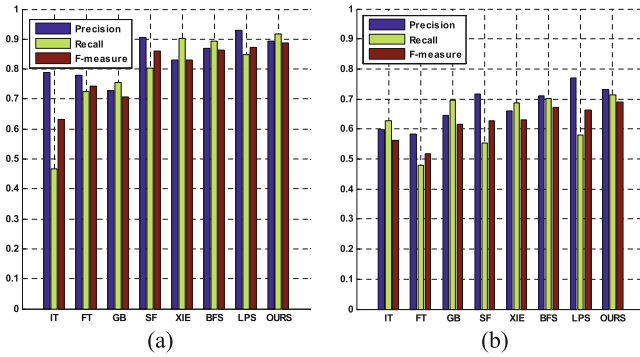 1
0.9
0.8
0.7
0.6
0.5
0.4
0.3
0.2
0.1
0
Precision
Recall
F-measure
IT FT GB SF XIE BFS LPS OURS
(a)
1
0.9
0.8
0.7
0.6
0.5
0.4
0.3
0.2
0.1
0
Precision
Recall
F-measure
IT FT GB SF XIE BFS LPS OURS
(b)